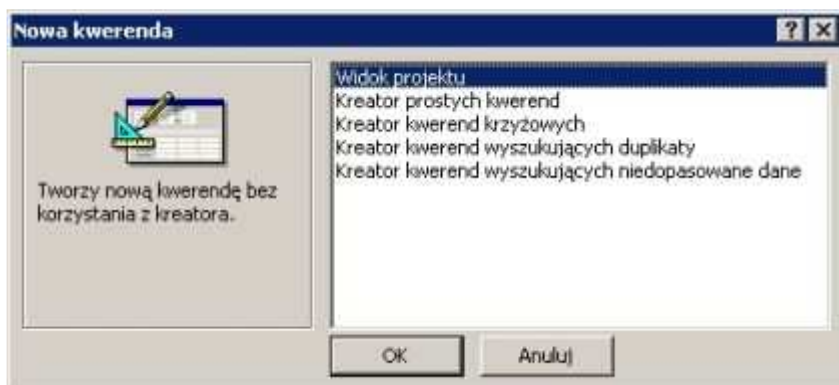 Nowa kwerenda
Widok projektu
Kreator prostych kwerend
Kreator kwerend krzyżowych
Kreator kwerend wyszukujących duplikaty
Kreator kwerend wyszukujących niedopasowane dane
Tworzy nową kwerendę bez
korzystania z kreatora.
OK
Anuluj